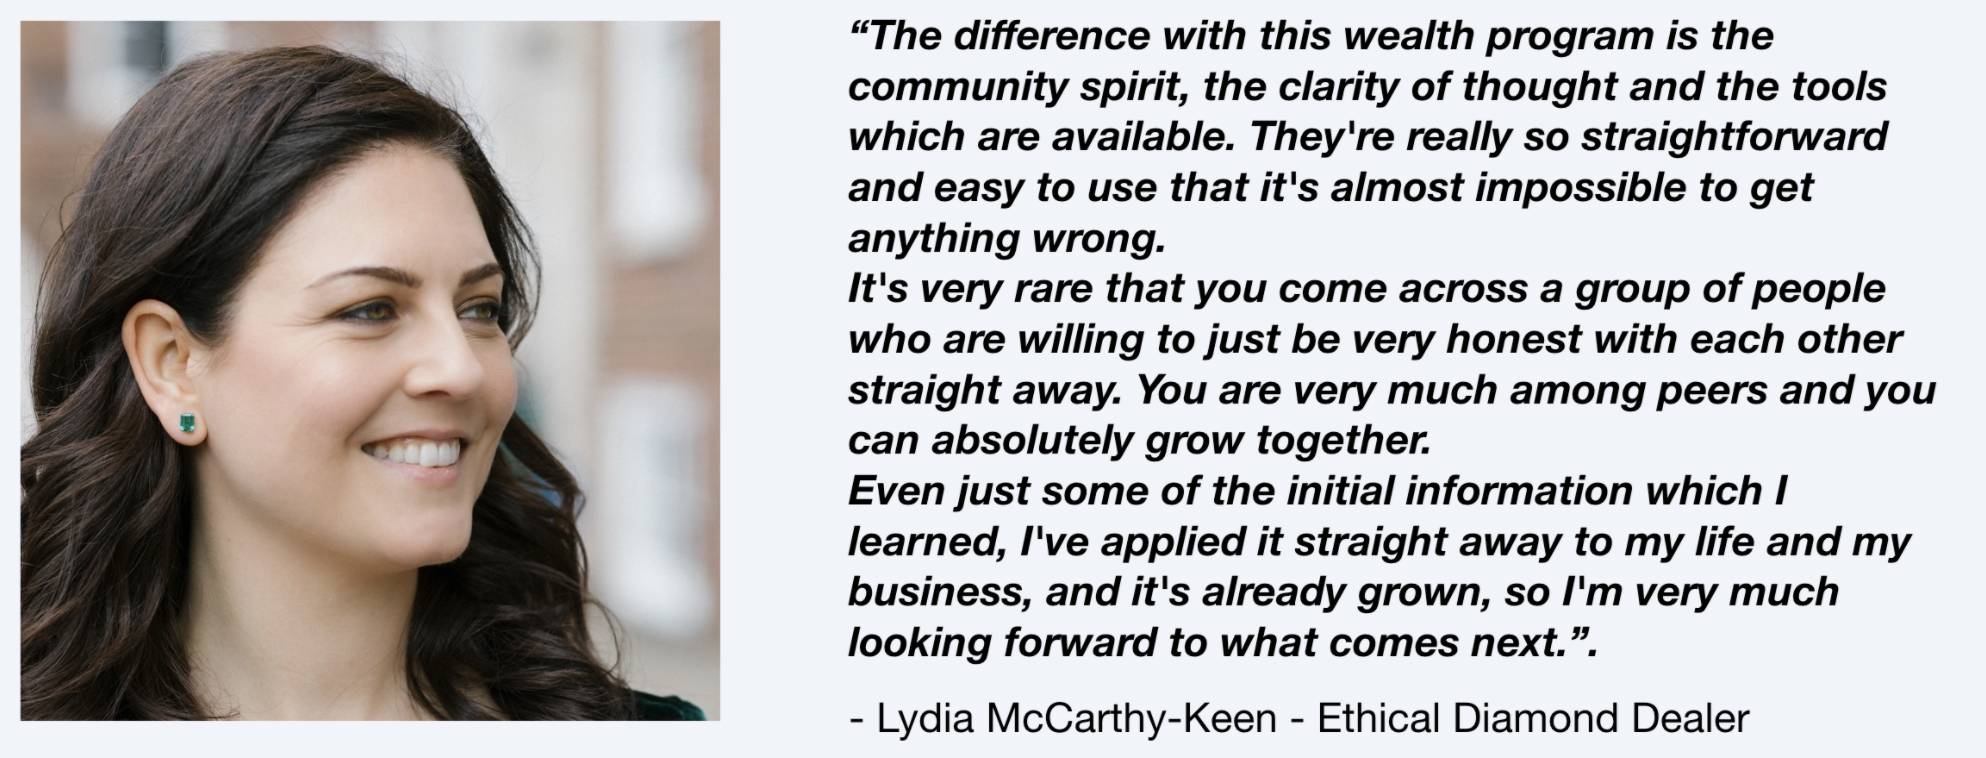 “The difference with this wealth program is the
community spirit, the clarity of thought and the tools
which are available. They're really so straightforward
and easy to use that it's almost impossible to get
anything wrong.
It's very rare that you come across a group of people
who are willing to just be very honest with each other
straight away. You are very much among peers and you
can absolutely grow together.
Even just some of the initial information which I
learned, I've applied it straight away to my life and my
business, and it's already grown, so I'm very much
looking forward to what comes next.”.
- Lydia McCarthy-Keen - Ethical Diamond Dealer